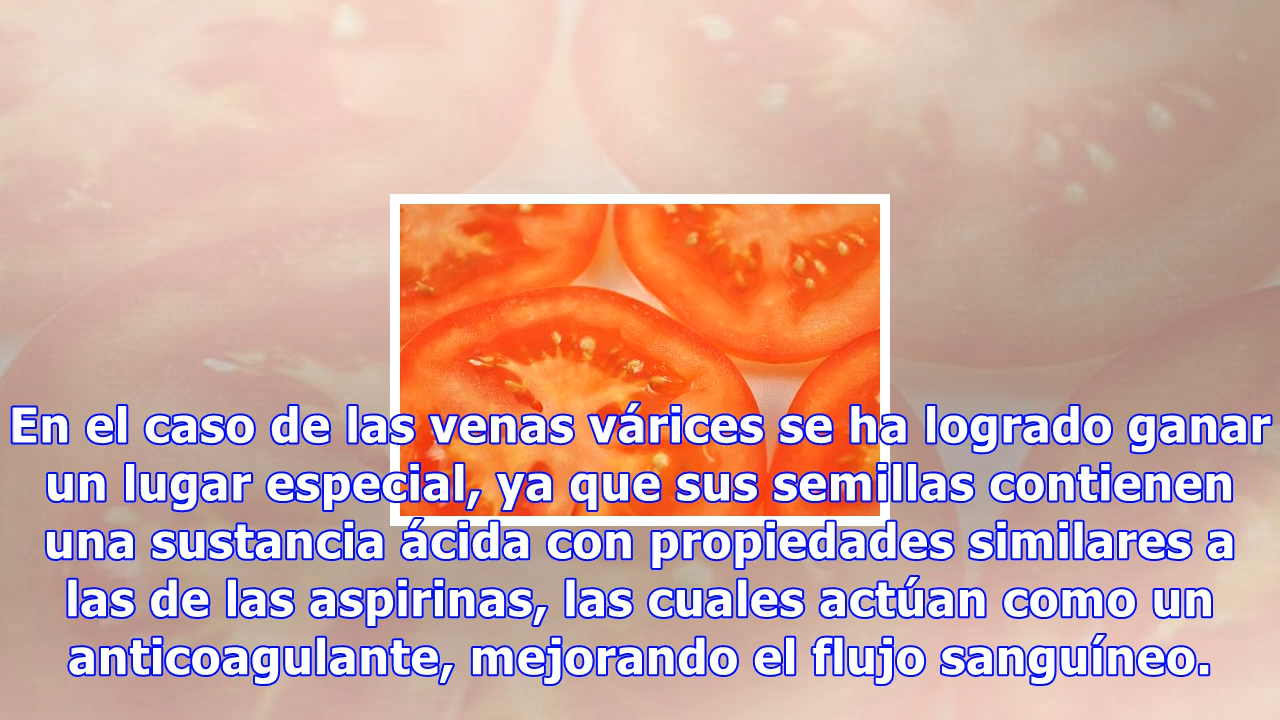 En el caso de las venas várices se ha logrado ganar
un lugar especial, ya que sus semillas contienen
una sustancia ácida con propiedades similares a
las de las aspirinas, las cuales actúan como un
anticoagulante, mejorando el flujo sanguíneo.